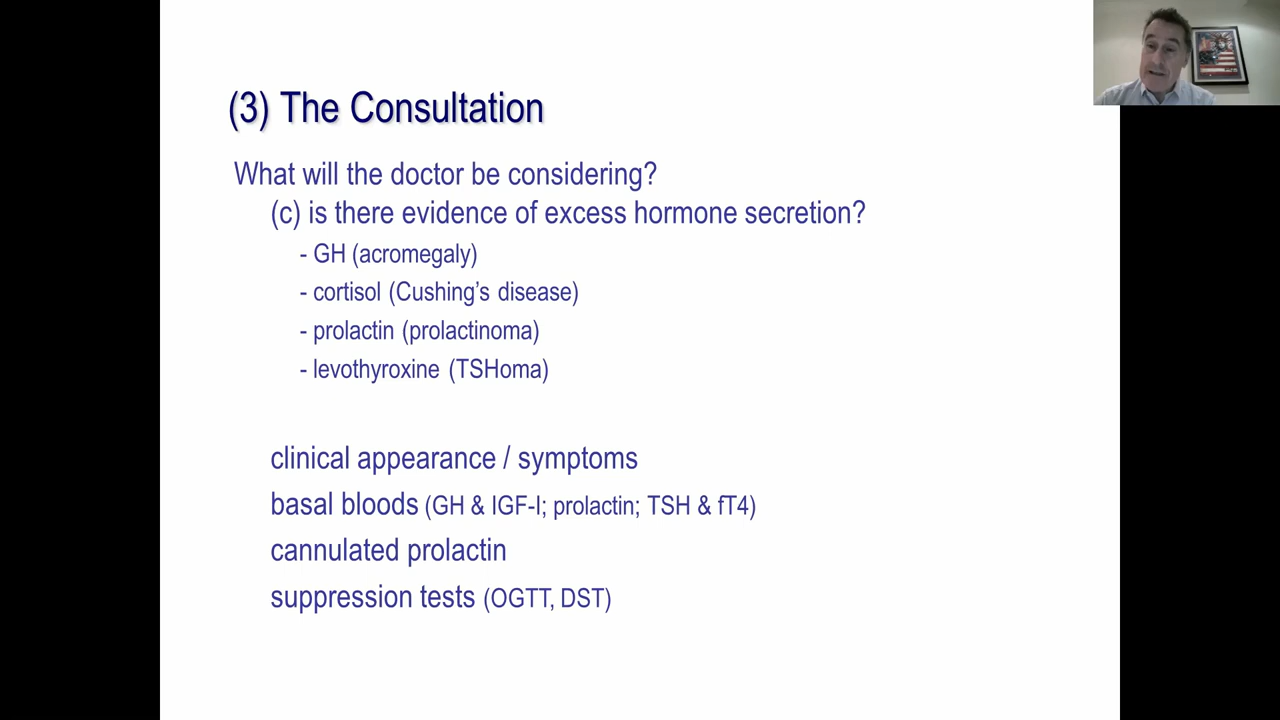 (3) The Consultation
What will the doctor be considering?
(c) is there evidence of excess hormone secretion?
- GH (acromegaly)
- cortisol (Cushing’s disease)
- prolactin (prolactinoma)
- levothyroxine (TSHoma)
clinical appearance / symptoms
basal bloods (GH & IGF-I; prolactin; TSH & fT4)
cannulated prolactin
suppression tests (OGTT, DST)